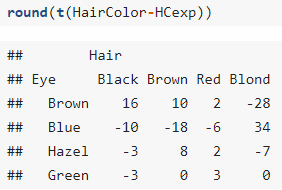 round(t(HairColor-HCexp))
##        Hair
## Eye     Black Brown Red Blond
##   Brown    16    10   2   -28
##   Blue    -10   -18  -6    34
##   Hazel    -3     8   2    -7
##   Green    -3     0   3     0